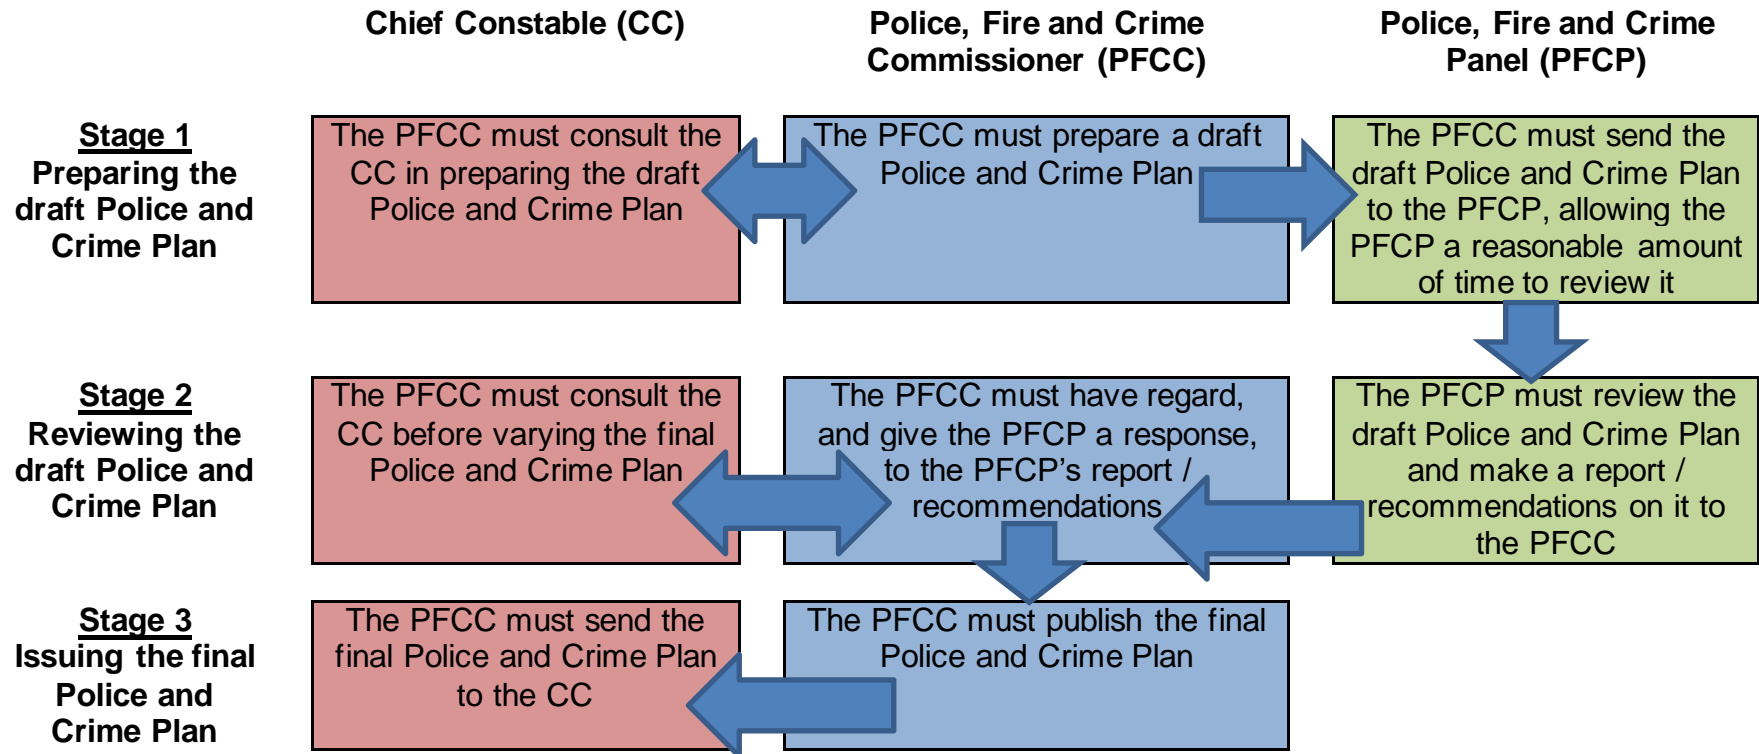 Chief Constable (CC)
Police, Fire and Crime
Commissioner (PFCC)
Police, Fire and Crime
Panel (PFCP)
Stage 1
Preparing the
draft Police and
Crime Plan
The PFCC must consult the
CC in preparing the draft
Police and Crime Plan
The PFCC must prepare a draft
Police and Crime Plan
The PFCC must send the
draft Police and Crime Plan
to the PFCP, allowing the
PFCP a reasonable amount
of time to review it
Stage 2
Reviewing the
draft Police and
Crime Plan
The PFCC must consult the
CC before varying the final
Police and Crime Plan
The PFCC must have regard,
and give the PFCP a response,
to the PFCP’s report /
recommendations
The PFCP must review the
draft Police and Crime Plan
and make a report /
recommendations on it to
the PFCC
Stage 3
Issuing the final
Police and
Crime Plan
The PFCC must send the
final Police and Crime Plan
to the CC
The PFCC must publish the final
Police and Crime Plan